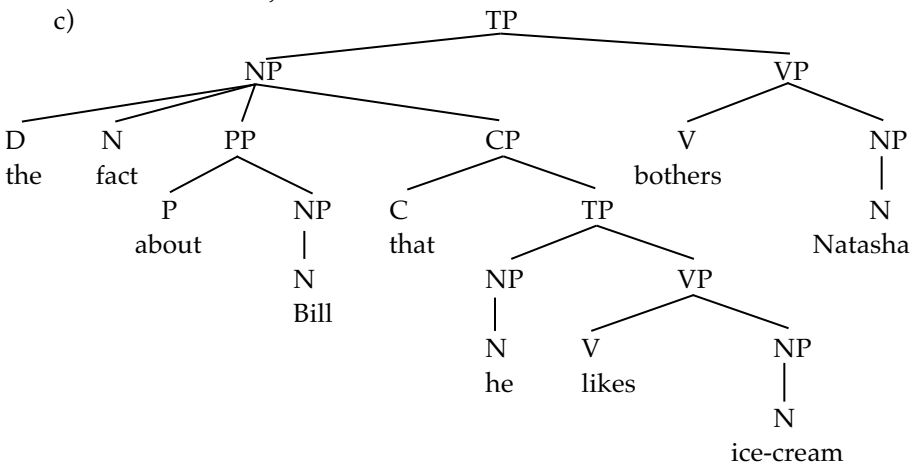 c) TP
NP VP
D N PP CP V NP
the fact bothers
P NP C TP N
about that Natasha
N NP VP
Bill
N V NP
he likes
N
ice-cream